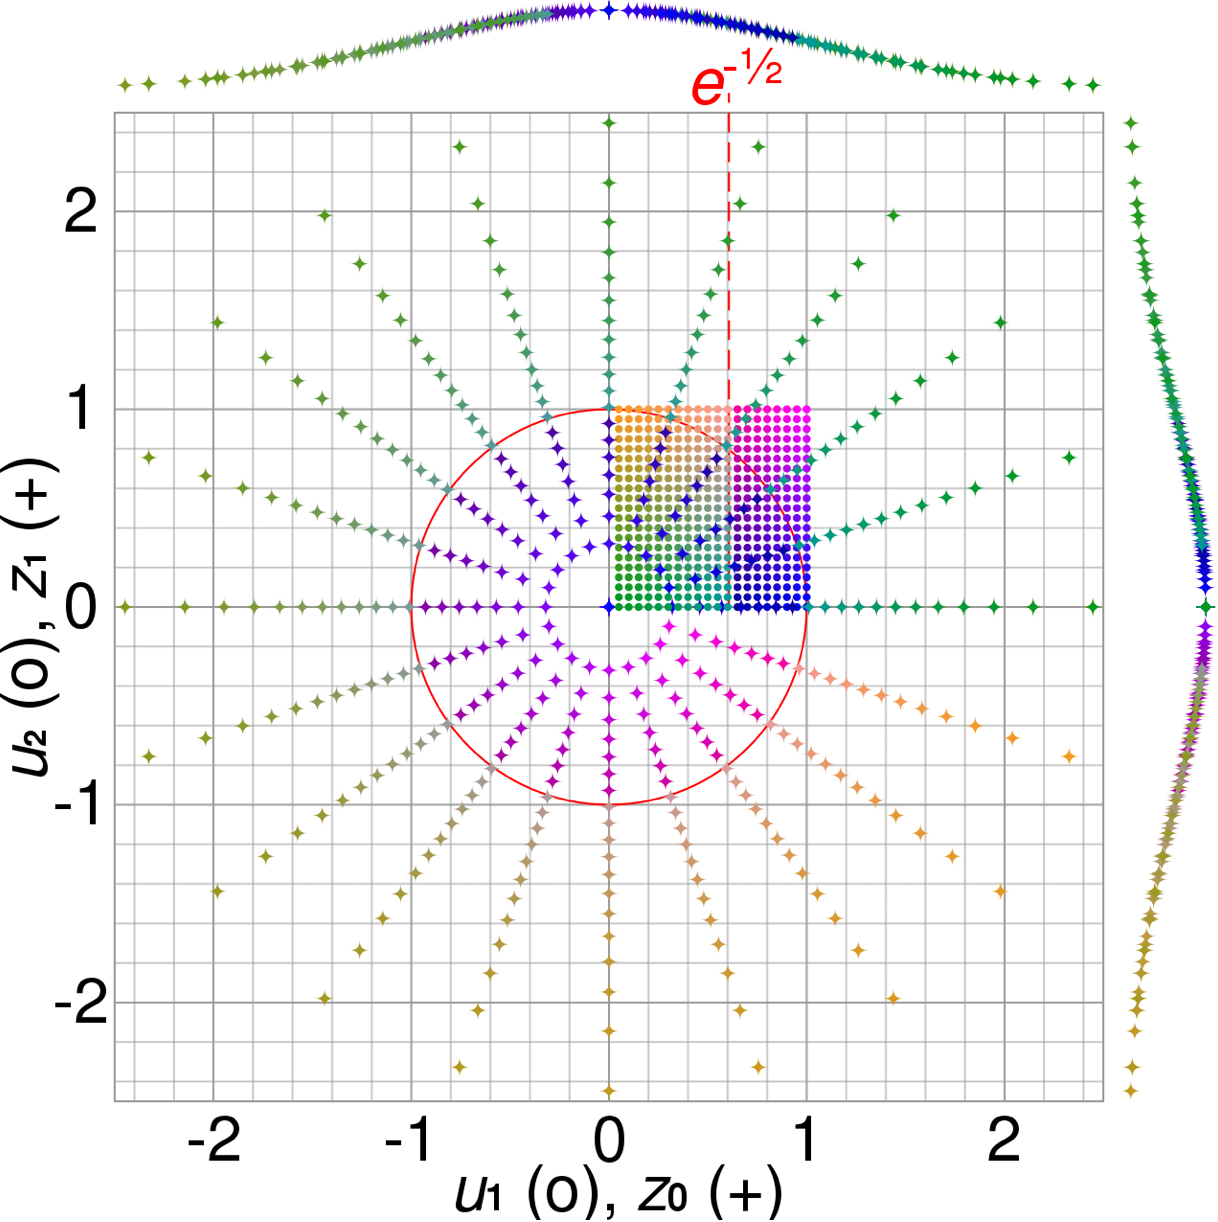 e⁻½
2
1
0
-1
-2
u₂ (o), z₁ (+)
-2 -1 0 1 2
u₁ (o), z₀ (+)